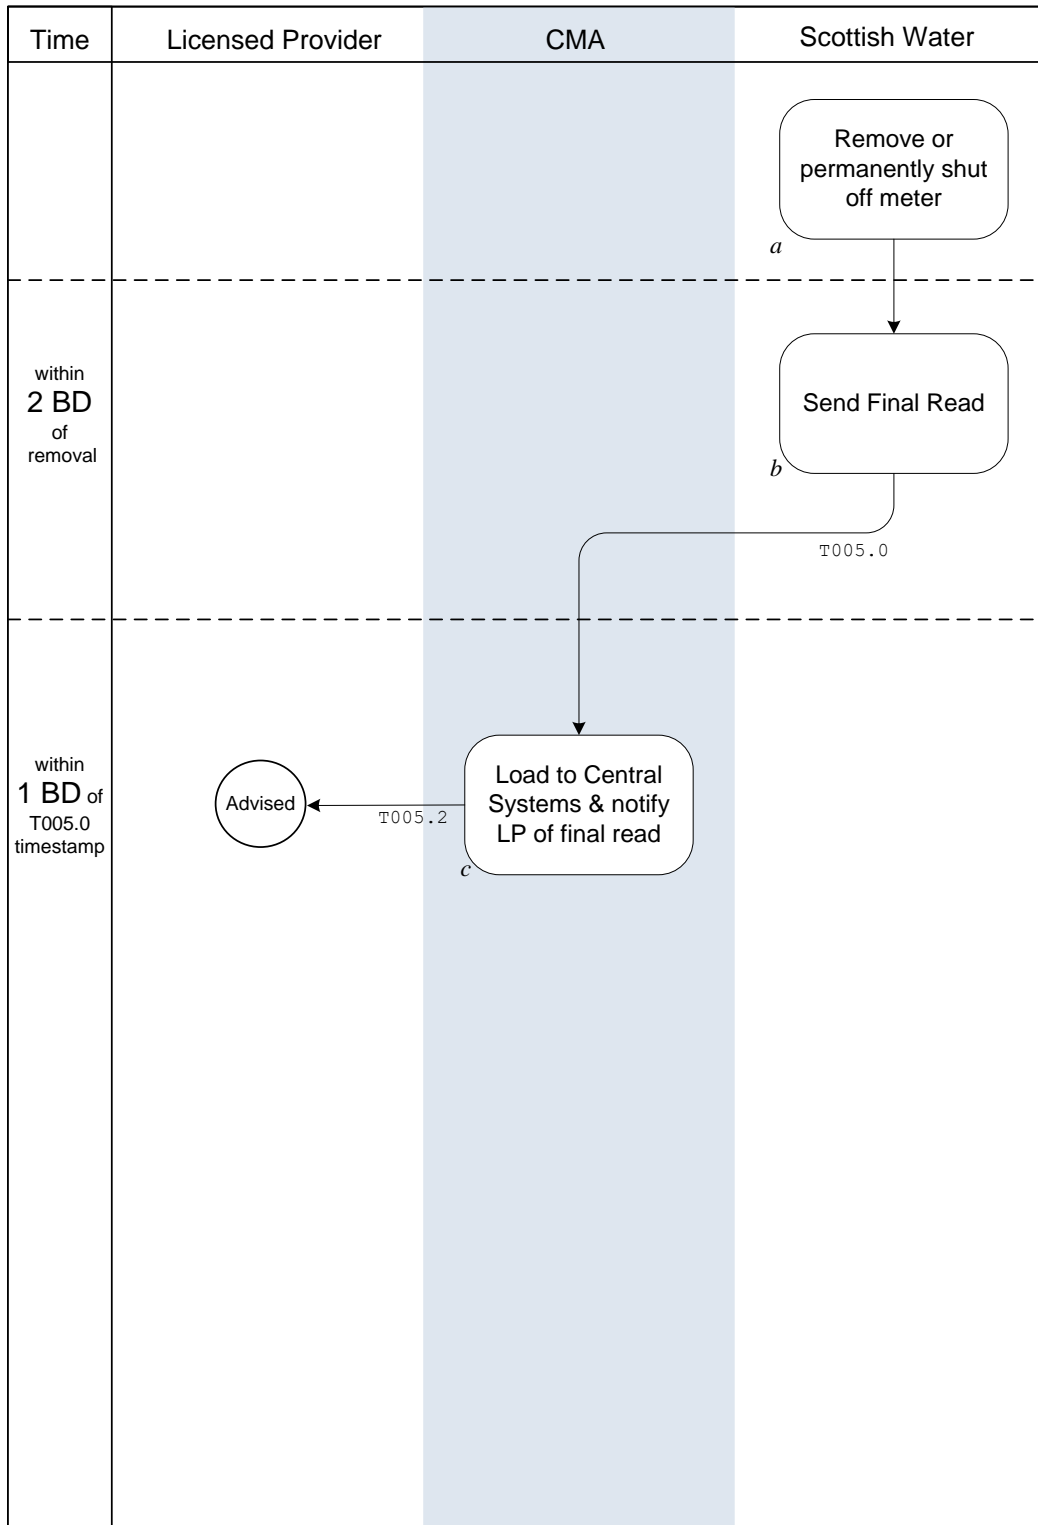 Time
Licensed Provider
CMA
Scottish Water
Remove or
permanently shut
off meter
a
within
2 BD
of
removal
Send Final Read
b
T005.0
within
1 BD of
T005.0
timestamp
Advised
T005.2
Load to Central
Systems & notify
LP of final read
c